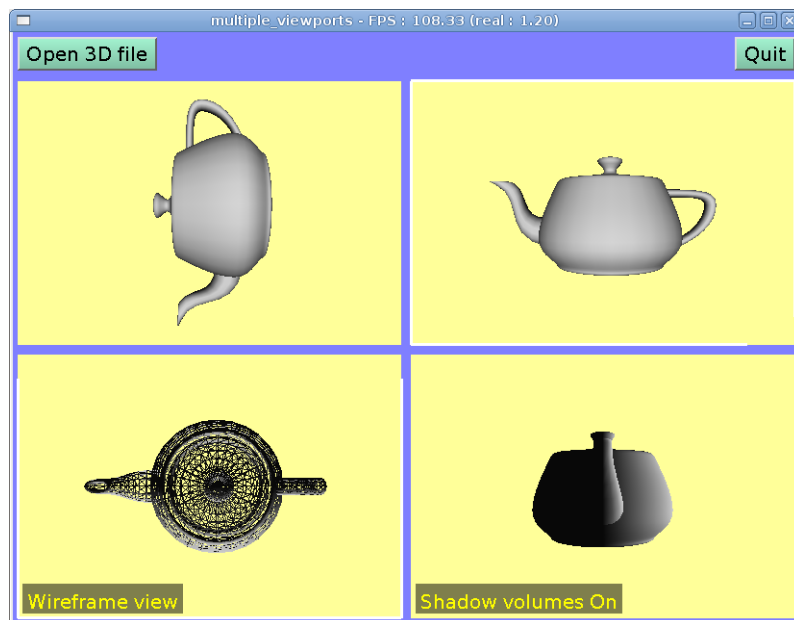 multiple_viewports - FPS : 108.33 (real : 1.20)
Open 3D file
Quit
Wireframe view
Shadow volumes On